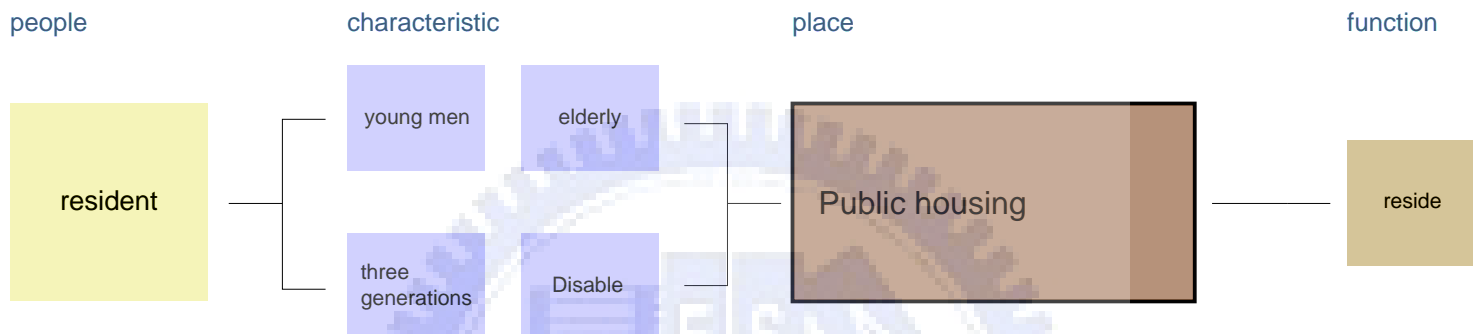 people
characteristic
place
function
resident
young men
elderly
three
generations
Disable
Public housing
reside